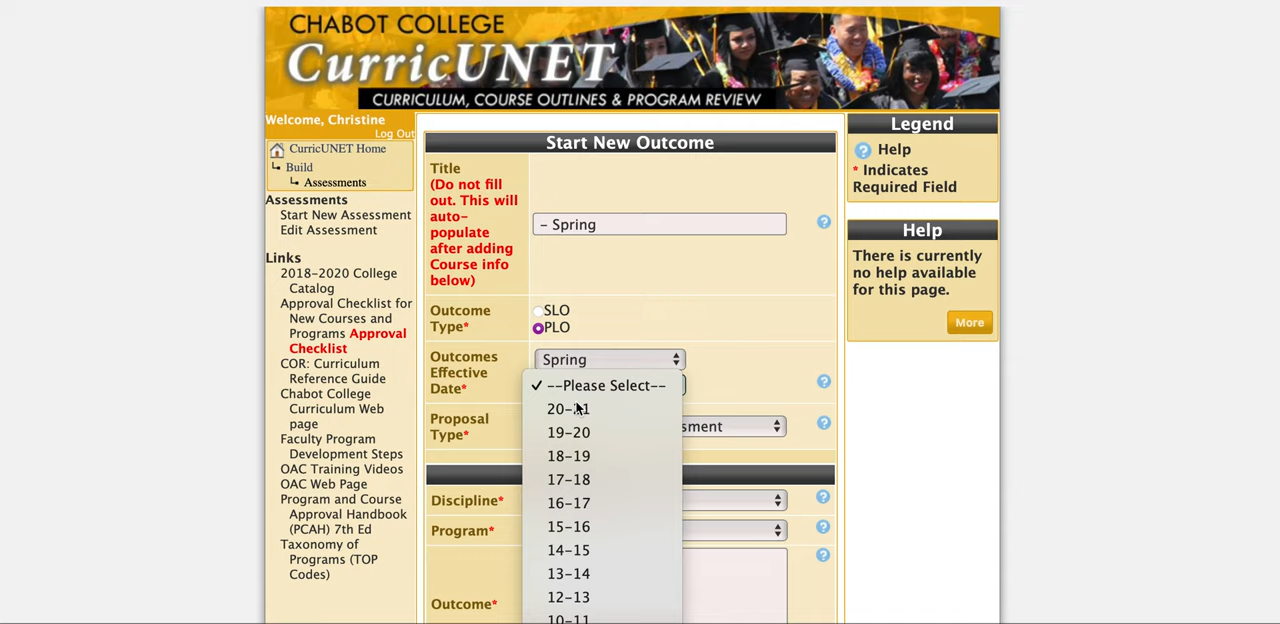 CHABOT COLLEGE
CurricUNET
CURRICULUM, COURSE OUTLINES & PROGRAM REVIEW
Welcome, Christine
Log Out
CurricUNET Home
Build
Assessments
Assessments
Start New Assessment
Edit Assessment
Links
2018-2020 College
Catalog
Approval Checklist for
New Courses and
Programs Approval
Checklist
COR: Curriculum
Reference Guide
Chabot College
Curriculum Web
page
Faculty Program
Development Steps
OAC Training Videos
OAC Web Page
Program and Course
Approval Handbook
(PCAH) 7th Ed
Taxonomy of
Programs (TOP
Codes)
Start New Outcome
Title
(Do not fill
out. This will
auto-
populate
after adding
Course info
below)
- Spring
Outcome
Type*
SLO
PLO
Outcomes
Effective
Date*
Spring
✓ --Please Select--
19-20
18-19
17-18
16-17
15-16
14-15
13-14
12-13
10-11
Proposal
Type*
Discipline*
Program*
Outcome*
Legend
? Help
* Indicates
Required Field
Help
There is currently
no help available
for this page.
More